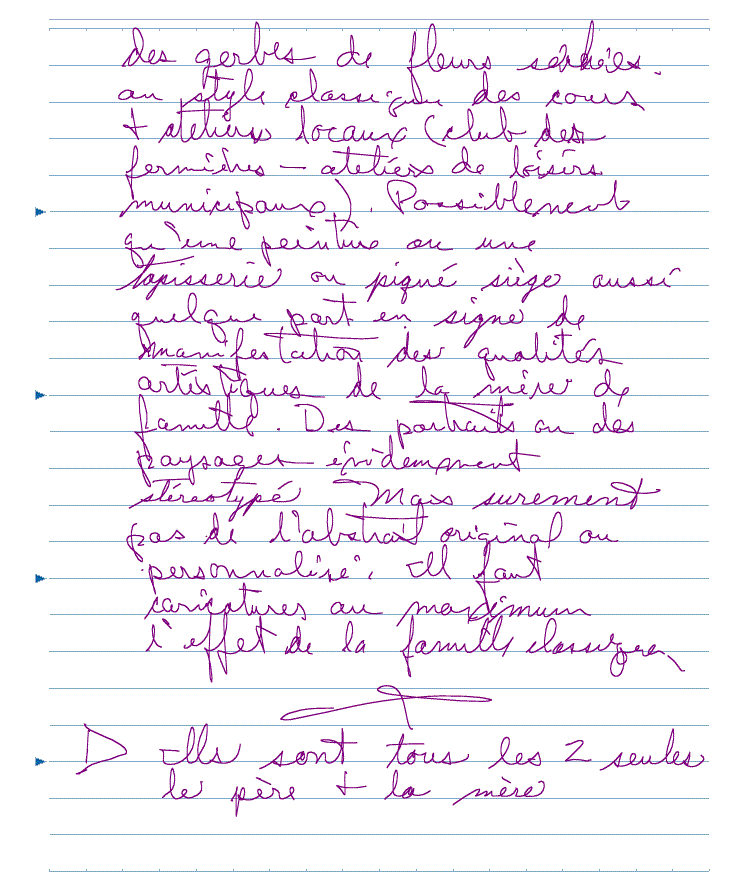 des gerbes de fleurs séchées.
au style classique des cours
+ ateliers locaux (club des
fermières - ateliers de loisirs
municipaux). Possiblement
qu'une peinture ou une
tapisserie ou piqué siège aussi
quelque part en signe de
manifestation des qualités
artistiques de la mère de
famille. Des portraits ou des
paysages évidemment
stéréotypé Mais surement
pas de l'abstrait original ou
personnalisé. Il faut
caricaturer au maximum
l'effet de la famille classique.
D Ils sont tous les 2 seules
le père + la mère